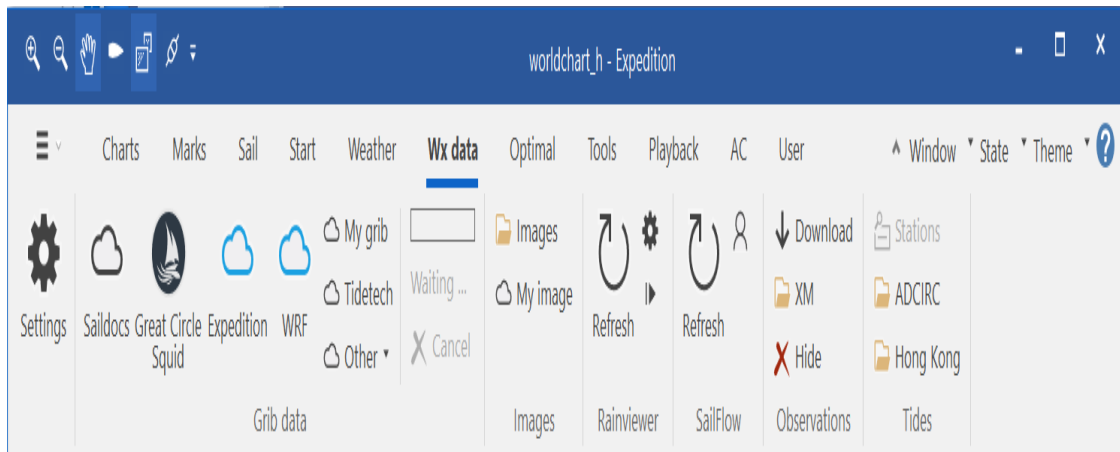 worldchart_h - Expedition
Charts Marks Sail Start Weather Wx data Optimal Tools Playback AC User Window State Theme ?
Settings
Saildocs
Great Circle
Squid
Expedition
WRF
My grib
Tidetech
Other
Waiting ...
Cancel
Grib data
Images
My image
Images
Refresh
Rainviewer
Refresh
SailFlow
Download
XM
Hide
Observations
Stations
ADCIRC
Hong Kong
Tides